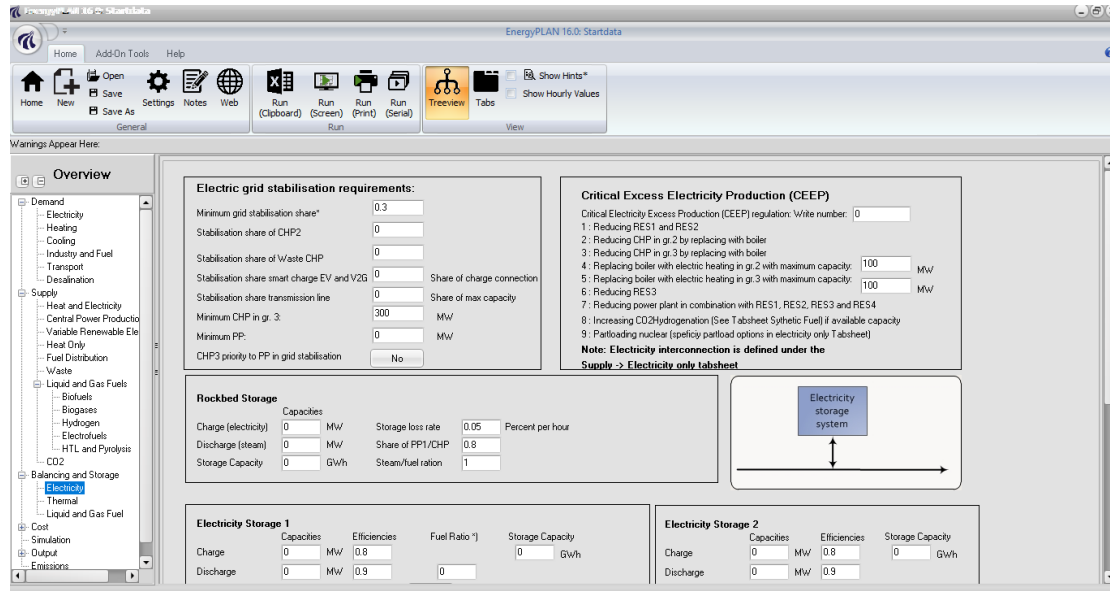 EnergyPLAN 16.0: Startdata
EnergyPLAN 16.0: Startdata
Home Add-On Tools Help
Home
New
Open
Save
Save As
Settings
Notes
Web
General
Run (Clipboard)
Run (Screen)
Run (Print)
Run (Serial)
Run
Treeview
Tabs
Show Hints*
Show Hourly Values
View
Warnings Appear Here:
Overview
Demand
Electricity
Heating
Cooling
Industry and Fuel
Transport
Desalination
Supply
Heat and Electricity
Central Power Productio
Variable Renewable Ele
Heat Only
Fuel Distribution
Waste
Liquid and Gas Fuels
Biofuels
Biogases
Hydrogen
Electrofuels
HTL and Pyrolysis
CO2
Balancing and Storage
Electricity
Thermal
Liquid and Gas Fuel
Cost
Simulation
Output
Emissions
Electric grid stabilisation requirements:
Minimum grid stabilisation share* 0.3
Stabilisation share of CHP2 0
Stabilisation share of Waste CHP 0
Stabilisation share smart charge EV and V2G 0 Share of charge connection
Stabilisation share transmission line 0 Share of max capacity
Minimum CHP in gr. 3: 300 MW
Minimum PP: 0 MW
CHP3 priority to PP in grid stabilisation No
Critical Excess Electricity Production (CEEP)
Critical Electricity Excess Production (CEEP) regulation: Write number: 0
1 : Reducing RES1 and RES2
2 : Reducing CHP in gr.2 by replacing with boiler
3 : Reducing CHP in gr.3 by replacing with boiler
4 : Replacing boiler with electric heating in gr.2 with maximum capacity: 100 MW
5 : Replacing boiler with electric heating in gr.3 with maximum capacity: 100 MW
6 : Reducing RES3
7 : Reducing power plant in combination with RES1, RES2, RES3 and RES4
8 : Increasing CO2Hydrogenation (See Tabsheet Sythetic Fuel) if available capacity
9 : Partloading nuclear (speficiy partload options in electricity only Tabsheet)
Note: Electricity interconnection is defined under the
Supply -> Electricity only tabsheet
Rockbed Storage
Capacities
Charge (electricity) 0 MW Storage loss rate 0.05 Percent per hour
Discharge (steam) 0 MW Share of PP1/CHP 0.8
Storage Capacity 0 GWh Steam/fuel ration 1
Electricity
storage
system
Electricity Storage 1
Capacities Efficiencies Fuel Ratio *) Storage Capacity
Charge 0 MW 0.8 0 GWh
Discharge 0 MW 0.9 0
Electricity Storage 2
Capacities Efficiencies Storage Capacity
Charge 0 MW 0.8 0 GWh
Discharge 0 MW 0.9